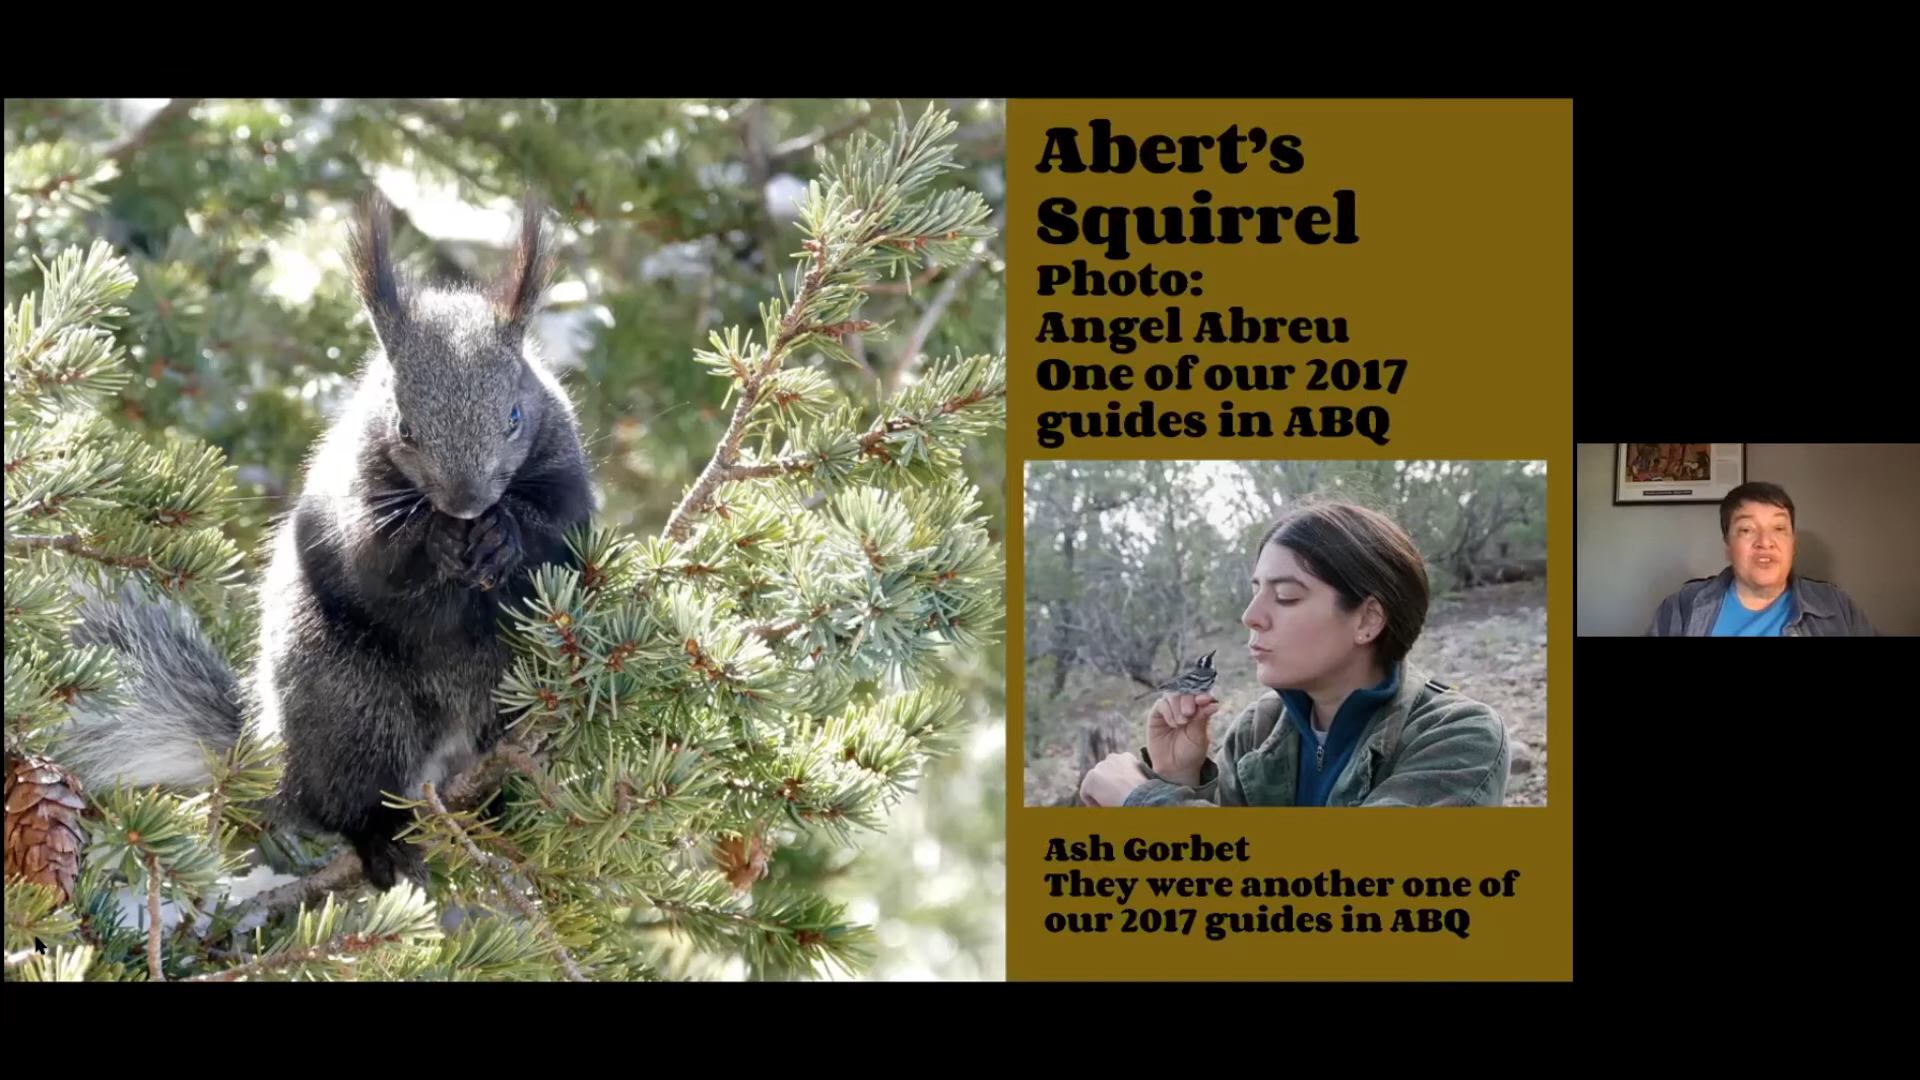 Abert’s
Squirrel
Photo:
Angel Abreu
One of our 2017
guides in ABQ
Ash Gorbet
They were another one of
our 2017 guides in ABQ